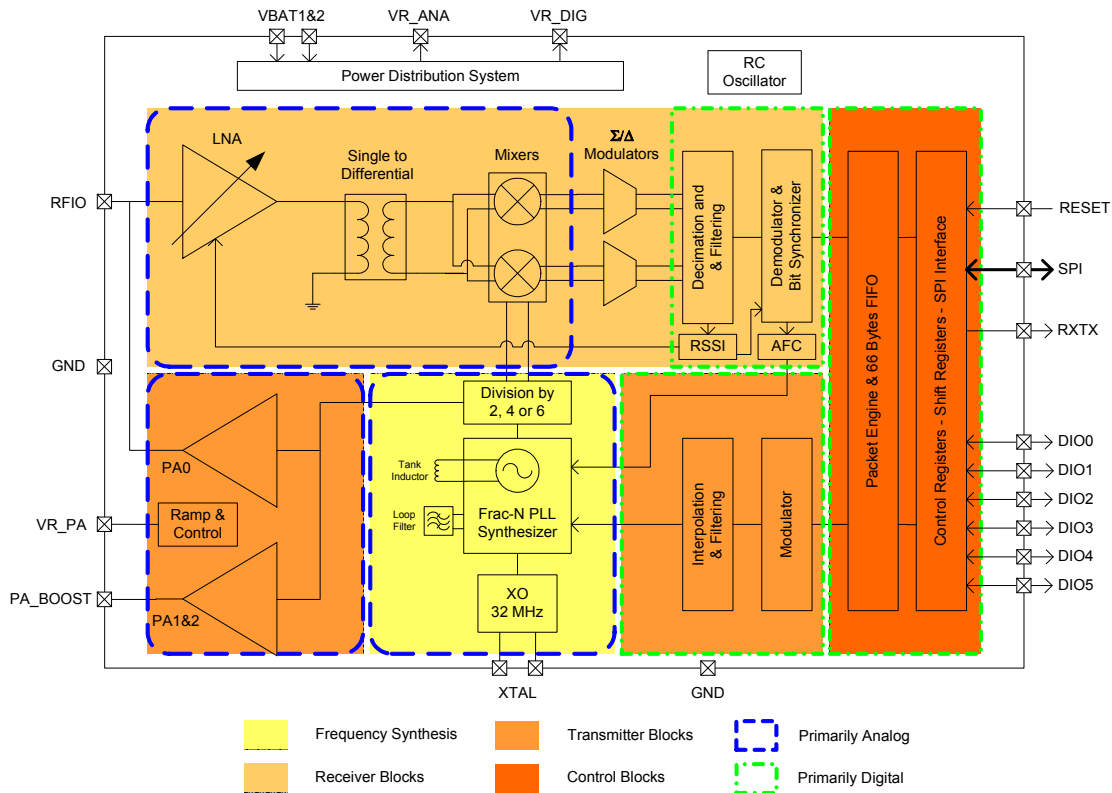 VBAT1&2
VR_ANA
VR_DIG
Power Distribution System
RC
Oscillator
LNA
Single to
Differential
Mixers
Σ/Δ
Modulators
Decimation and
& Filtering
Demodulator &
Bit Synchronizer
RSSI
AFC
Packet Engine & 66 Bytes FIFO
Control Registers - Shift Registers - SPI Interface
RFIO
GND
VR_PA
PA_BOOST
RESET
SPI
RXTX
DIO0
DIO1
DIO2
DIO3
DIO4
DIO5
PA0
Ramp &
Control
PA1&2
Division by
2, 4 or 6
Tank
Inductor
Loop
Filter
Frac-N PLL
Synthesizer
XO
32 MHz
Interpolation
& Filtering
Modulator
XTAL
GND
Frequency Synthesis
Transmitter Blocks
Primarily Analog
Receiver Blocks
Control Blocks
Primarily Digital